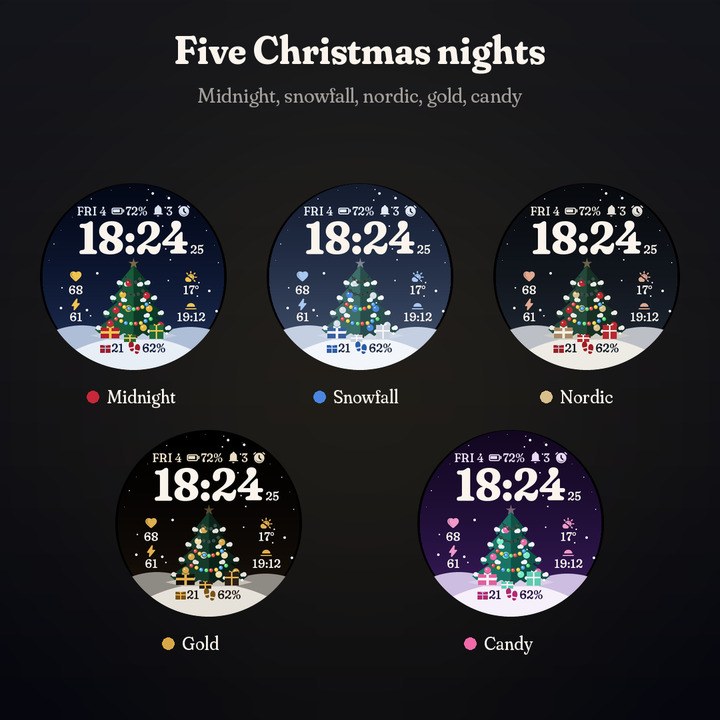 Five Christmas nights
Midnight, snowfall, nordic, gold, candy
FRI 4 72% 3
18:24 25
68 17°
61 19:12
21 62%
Midnight
FRI 4 72% 3
18:24 25
68 17°
61 19:12
21 62%
Snowfall
FRI 4 72% 3
18:24 25
68 17°
61 19:12
21 62%
Nordic
FRI 4 72% 3
18:24 25
68 17°
61 19:12
21 62%
Gold
FRI 4 72% 3
18:24 25
68 17°
61 19:12
21 62%
Candy